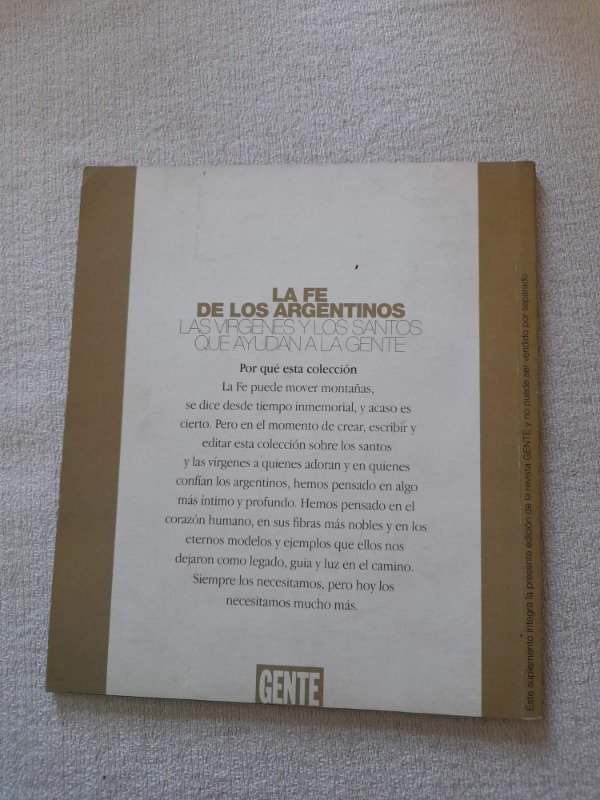 LA FE
DE LOS ARGENTINOS
LAS VÍRGENES Y LOS SANTOS
QUE AYUDAN A LA GENTE
Por qué esta colección
La Fe puede mover montañas,
se dice desde tiempo inmemorial, y acaso es
cierto. Pero en el momento de crear, escribir y
editar esta colección sobre los santos
y las vírgenes a quienes adoran y en quienes
confían los argentinos, hemos pensado en algo
más íntimo y profundo. Hemos pensado en el
corazón humano, en sus fibras más nobles y en los
eternos modelos y ejemplos que ellos nos
dejaron como legado, guía y luz en el camino.
Siempre los necesitamos, pero hoy los
necesitamos mucho más.
GENTE
Este suplemento integra la presente edición de la revista GENTE y no puede ser vendido por separado